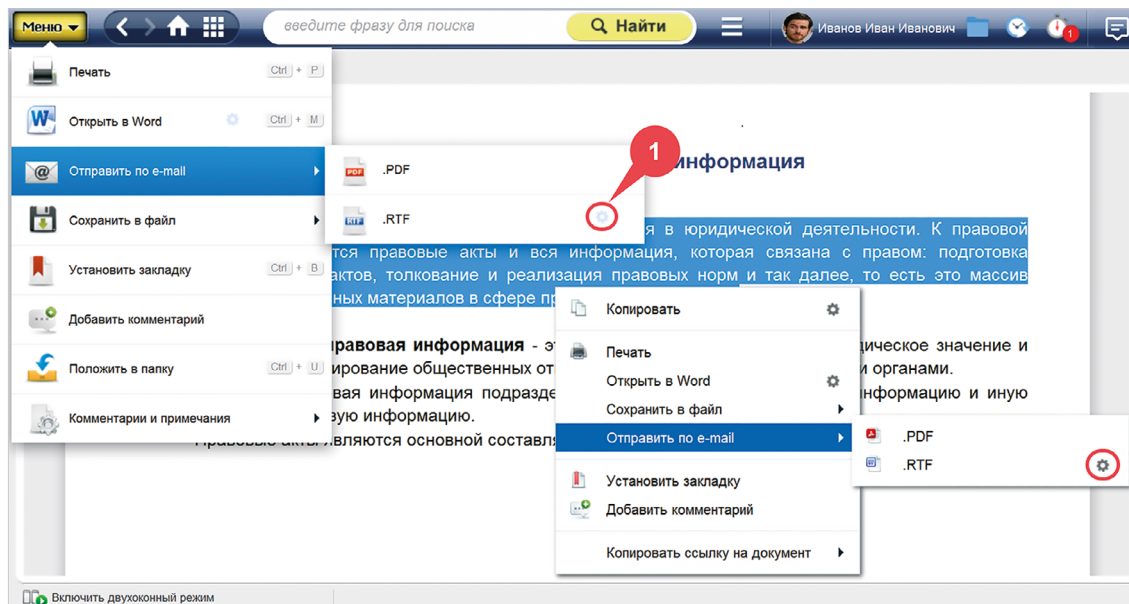 Меню
введите фразу для поиска
Найти
Иванов Иван Иванович
1
Печать Ctrl + P
Открыть в Word Ctrl + M
Отправить по e-mail
Сохранить в файл
Установить закладку Ctrl + B
Добавить комментарий
Положить в папку Ctrl + U
Комментарии и примечания
PDF .PDF
RTF .RTF
1
информация
я в юридической деятельности. К правовой
тся правовые акты и вся информация, которая связана с правом: подготовка
актов, толкование и реализация правовых норм и так далее, то есть это массив
ных материалов в сфере пр
правовая информация - э дическое значение и
ирование общественных от и органами.
вая информация подразде нформацию и иную
вую информацию.
Правовые акты являются основной составля
Копировать
Печать
Открыть в Word
Сохранить в файл
Отправить по e-mail
Установить закладку
Добавить комментарий
Копировать ссылку на документ
.PDF
.RTF
Включить двухоконный режим